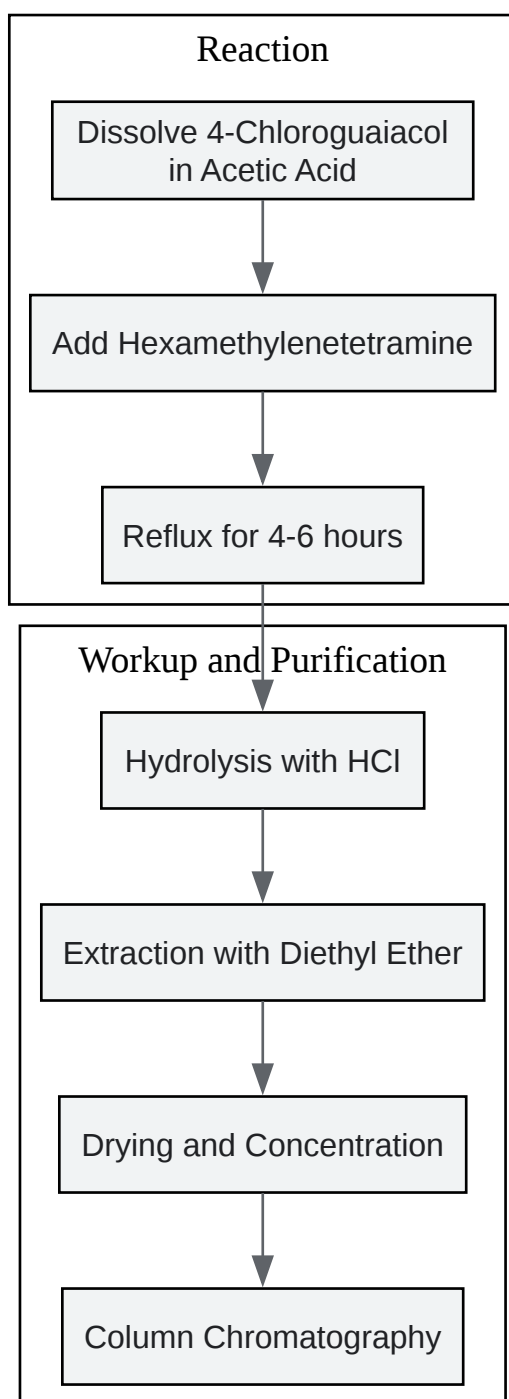 Reaction
Dissolve 4-Chloroguaiacol
in Acetic Acid
Add Hexamethylenetetramine
Reflux for 4-6 hours
Workup and Purification
Hydrolysis with HCl
Extraction with Diethyl Ether
Drying and Concentration
Column Chromatography